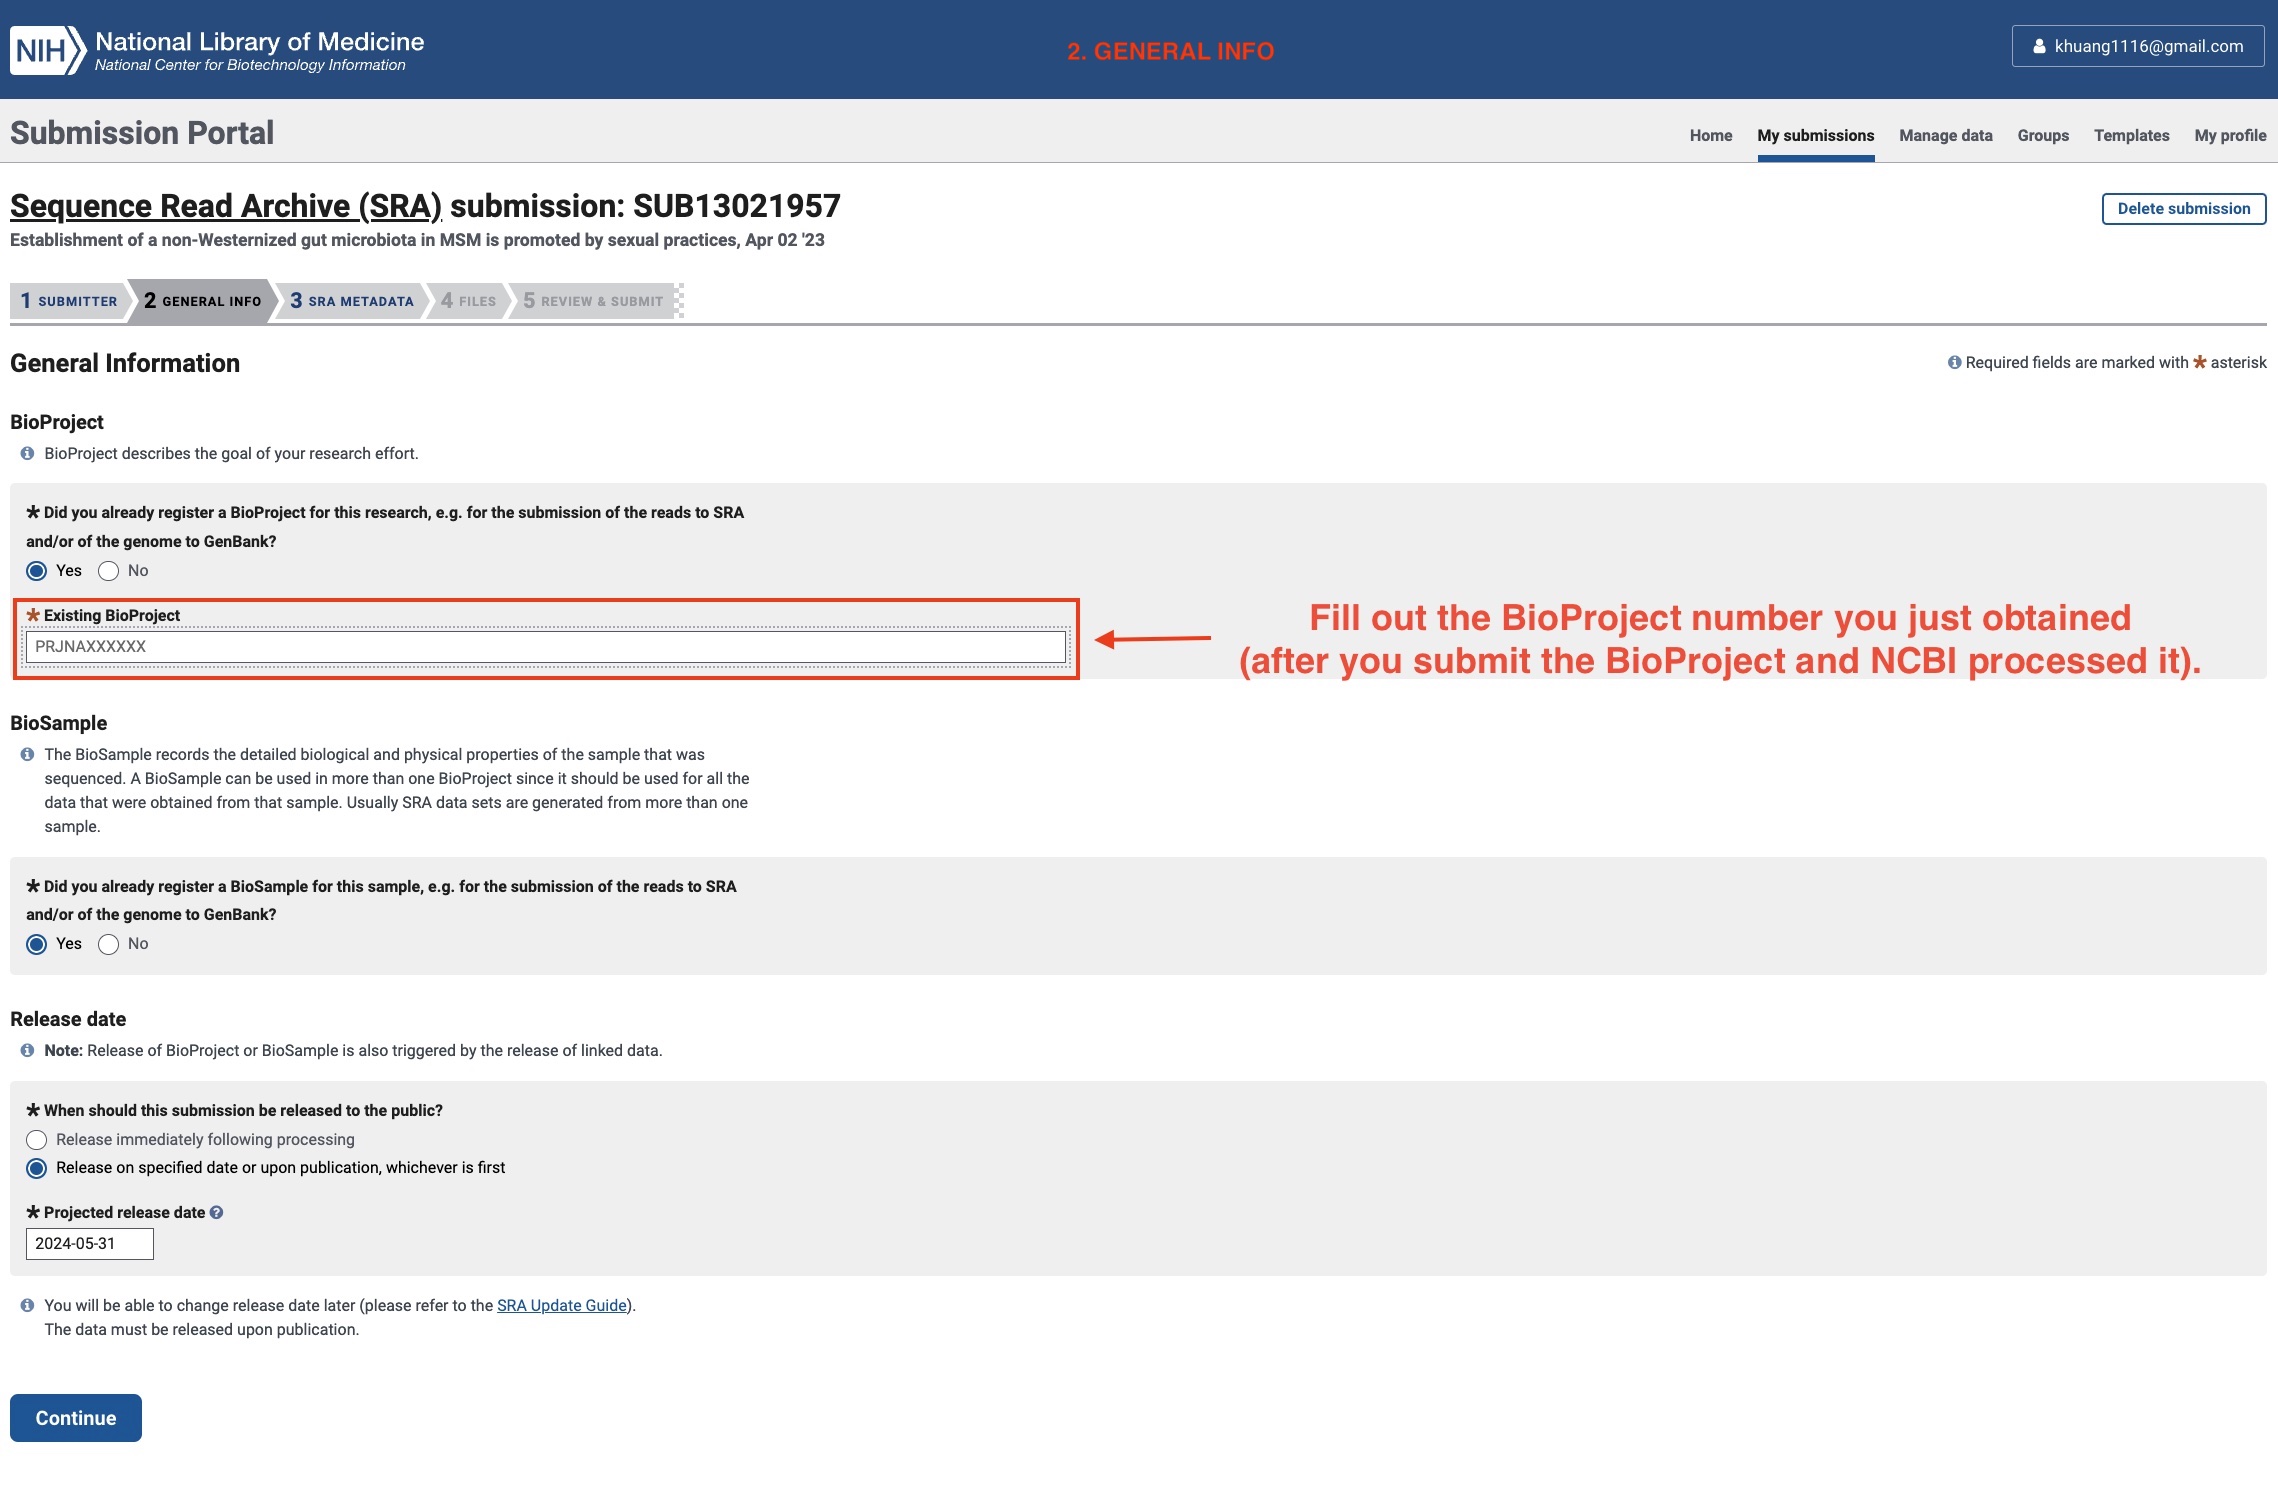 NIH National Library of Medicine
National Center for Biotechnology Information
2. GENERAL INFO
khuang1116@gmail.com
Submission Portal
Home My submissions Manage data Groups Templates My profile
Sequence Read Archive (SRA) submission: SUB13021957
Delete submission
Establishment of a non-Westernized gut microbiota in MSM is promoted by sexual practices, Apr 02 '23
1 SUBMITTER 2 GENERAL INFO 3 SRA METADATA 4 FILES 5 REVIEW & SUBMIT
General Information
Required fields are marked with * asterisk
BioProject
BioProject describes the goal of your research effort.
* Did you already register a BioProject for this research, e.g. for the submission of the reads to SRA
and/or of the genome to GenBank?
Yes No
* Existing BioProject
PRJNAXXXXXX
Fill out the BioProject number you just obtained
(after you submit the BioProject and NCBI processed it).
BioSample
The BioSample records the detailed biological and physical properties of the sample that was
sequenced. A BioSample can be used in more than one BioProject since it should be used for all the
data that were obtained from that sample. Usually SRA data sets are generated from more than one
sample.
* Did you already register a BioSample for this sample, e.g. for the submission of the reads to SRA
and/or of the genome to GenBank?
Yes No
Release date
Note: Release of BioProject or BioSample is also triggered by the release of linked data.
* When should this submission be released to the public?
Release immediately following processing
Release on specified date or upon publication, whichever is first
* Projected release date
2024-05-31
You will be able to change release date later (please refer to the SRA Update Guide).
The data must be released upon publication.
Continue